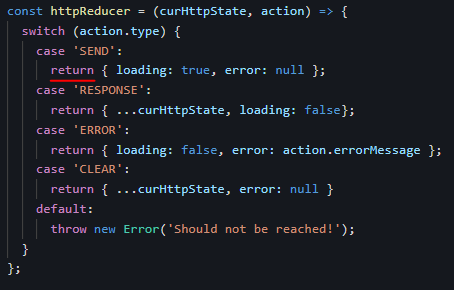 const httpReducer = (curHttpState, action) => {
  switch (action.type) {
    case 'SEND':
      return { loading: true, error: null };
    case 'RESPONSE':
      return { ...curHttpState, loading: false};
    case 'ERROR':
      return { loading: false, error: action.errorMessage };
    case 'CLEAR':
      return { ...curHttpState, error: null }
    default:
      throw new Error('Should not be reached!');
  }
};